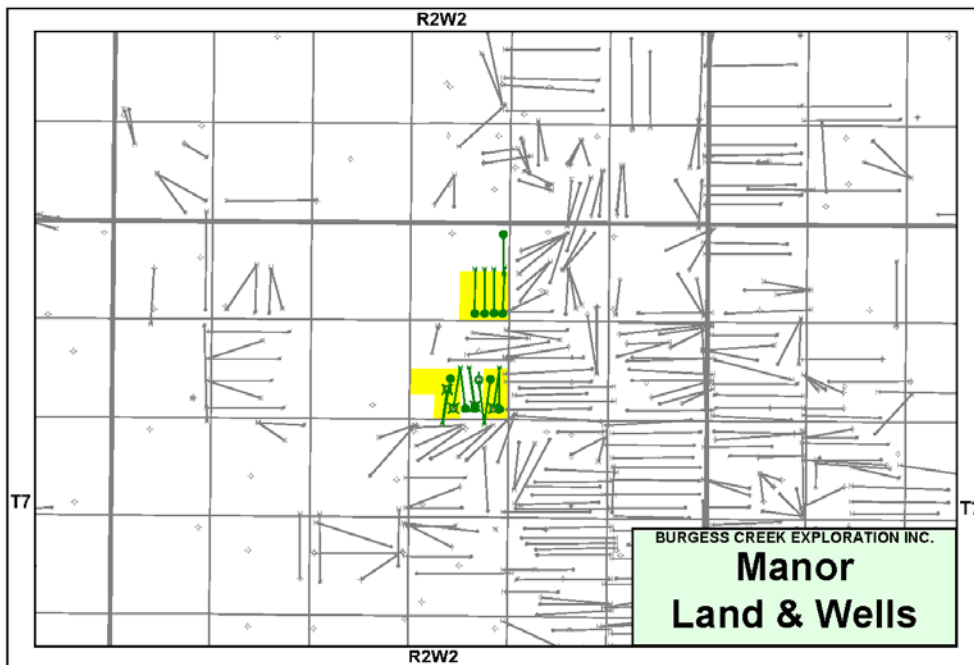 R2W2
T7
T7
BURGESS CREEK EXPLORATION INC.
Manor
Land & Wells
R2W2